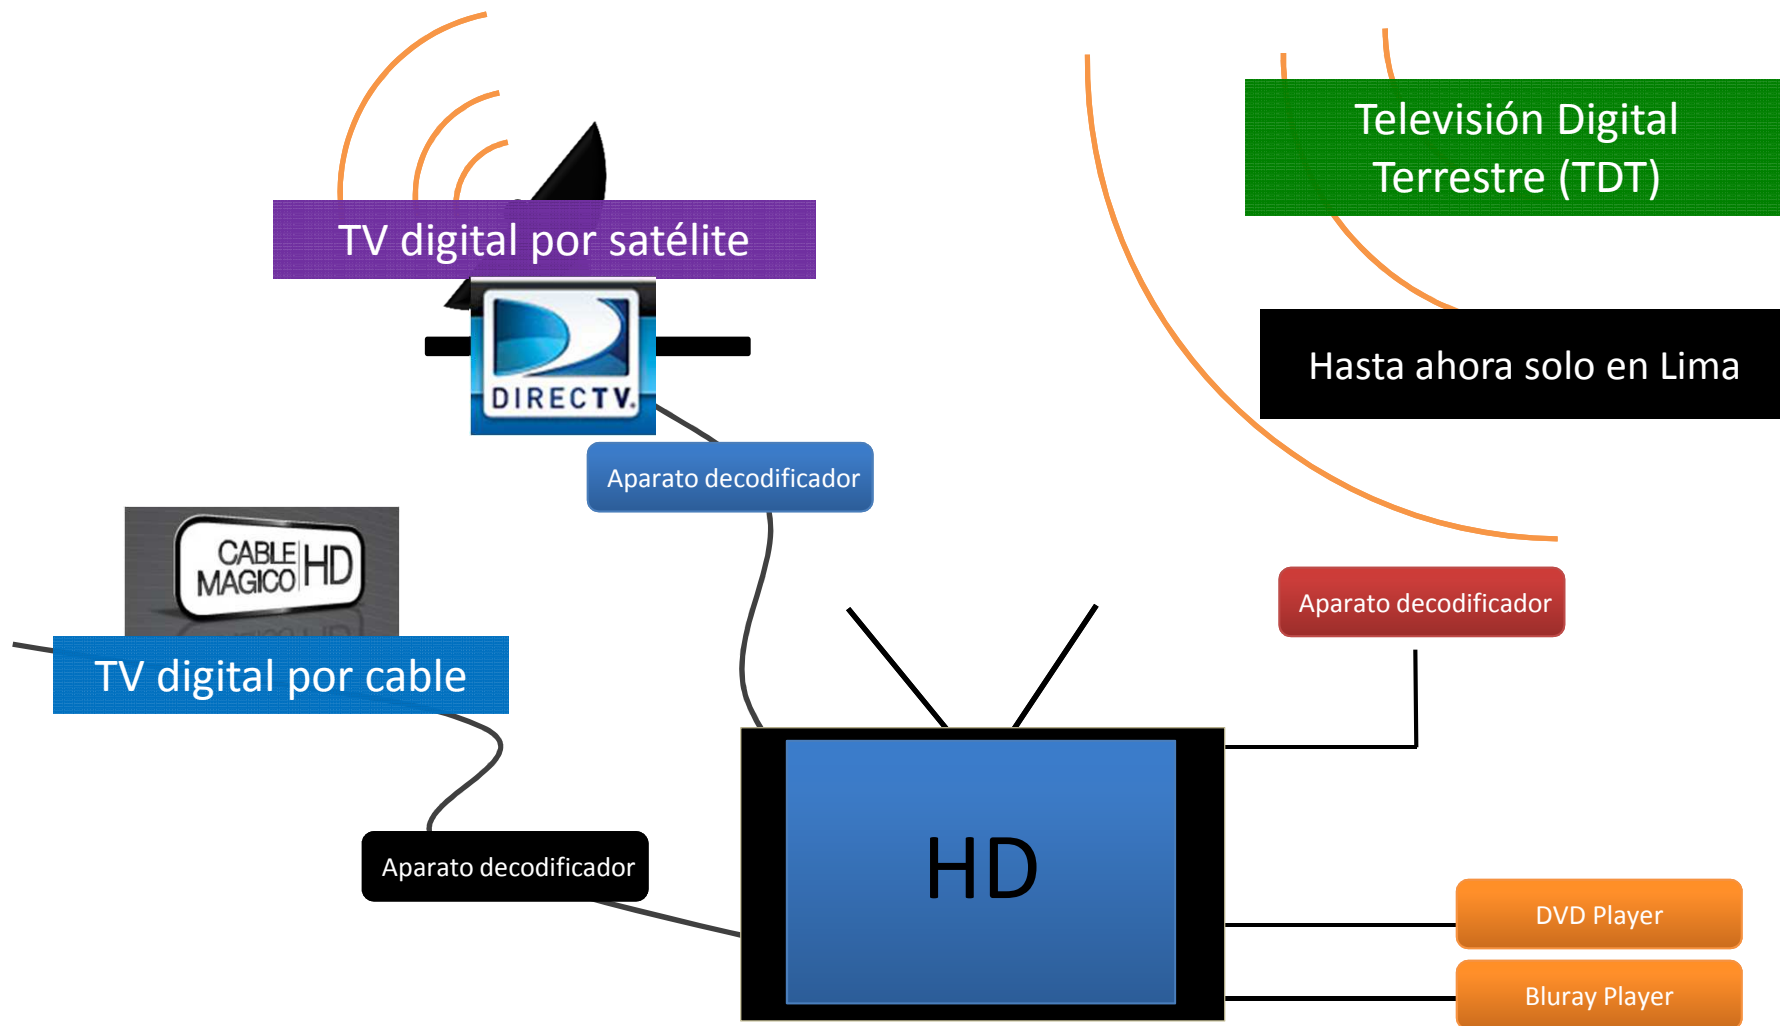 Televisión Digital
Terrestre (TDT)
TV digital por satélite
Hasta ahora solo en Lima
DIRECTV.
Aparato decodificador
CABLE
MAGICO HD
Aparato decodificador
TV digital por cable
HD
Aparato decodificador
DVD Player
Bluray Player